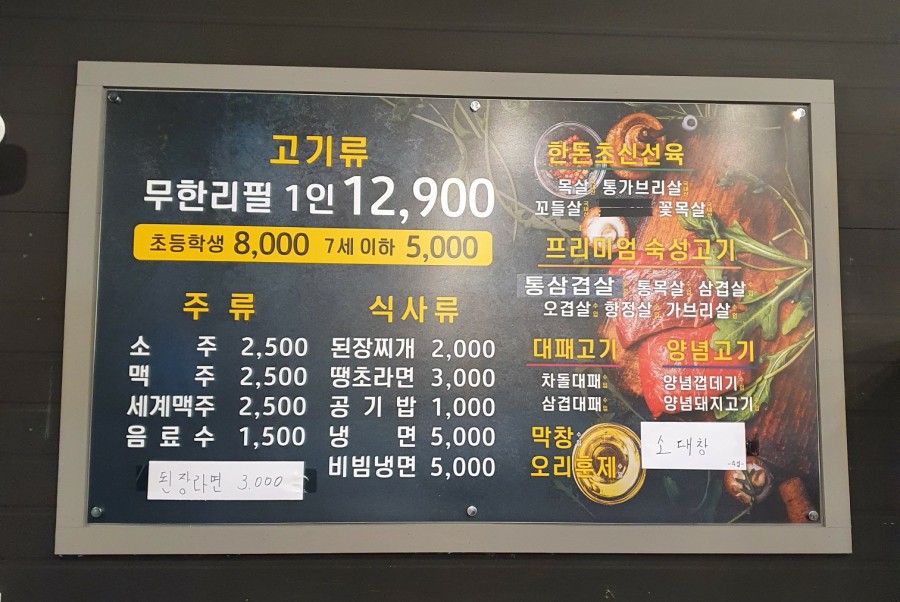 고기류
무한리필 1인 12,900
초등학생 8,000 7세 이하 5,000
주 류
소 주 2,500
맥 주 2,500
세계맥주 2,500
음 료 수 1,500
된장라면 3.000
식사류
된장찌개 2,000
땡초라면 3,000
공 기 밥 1,000
냉 면 5,000
비빔냉면 5,000
한돈초신선육
목살 통가브리살
꼬들살 꽃목살
프리미엄 숙성고기
통삼겹살 통목살 삼겹살
오겹살 항정살 가브리살
대패고기
차돌대패
삼겹대패
양념고기
양념껍데기
양념돼지고기
막창
오리훈제
소대창